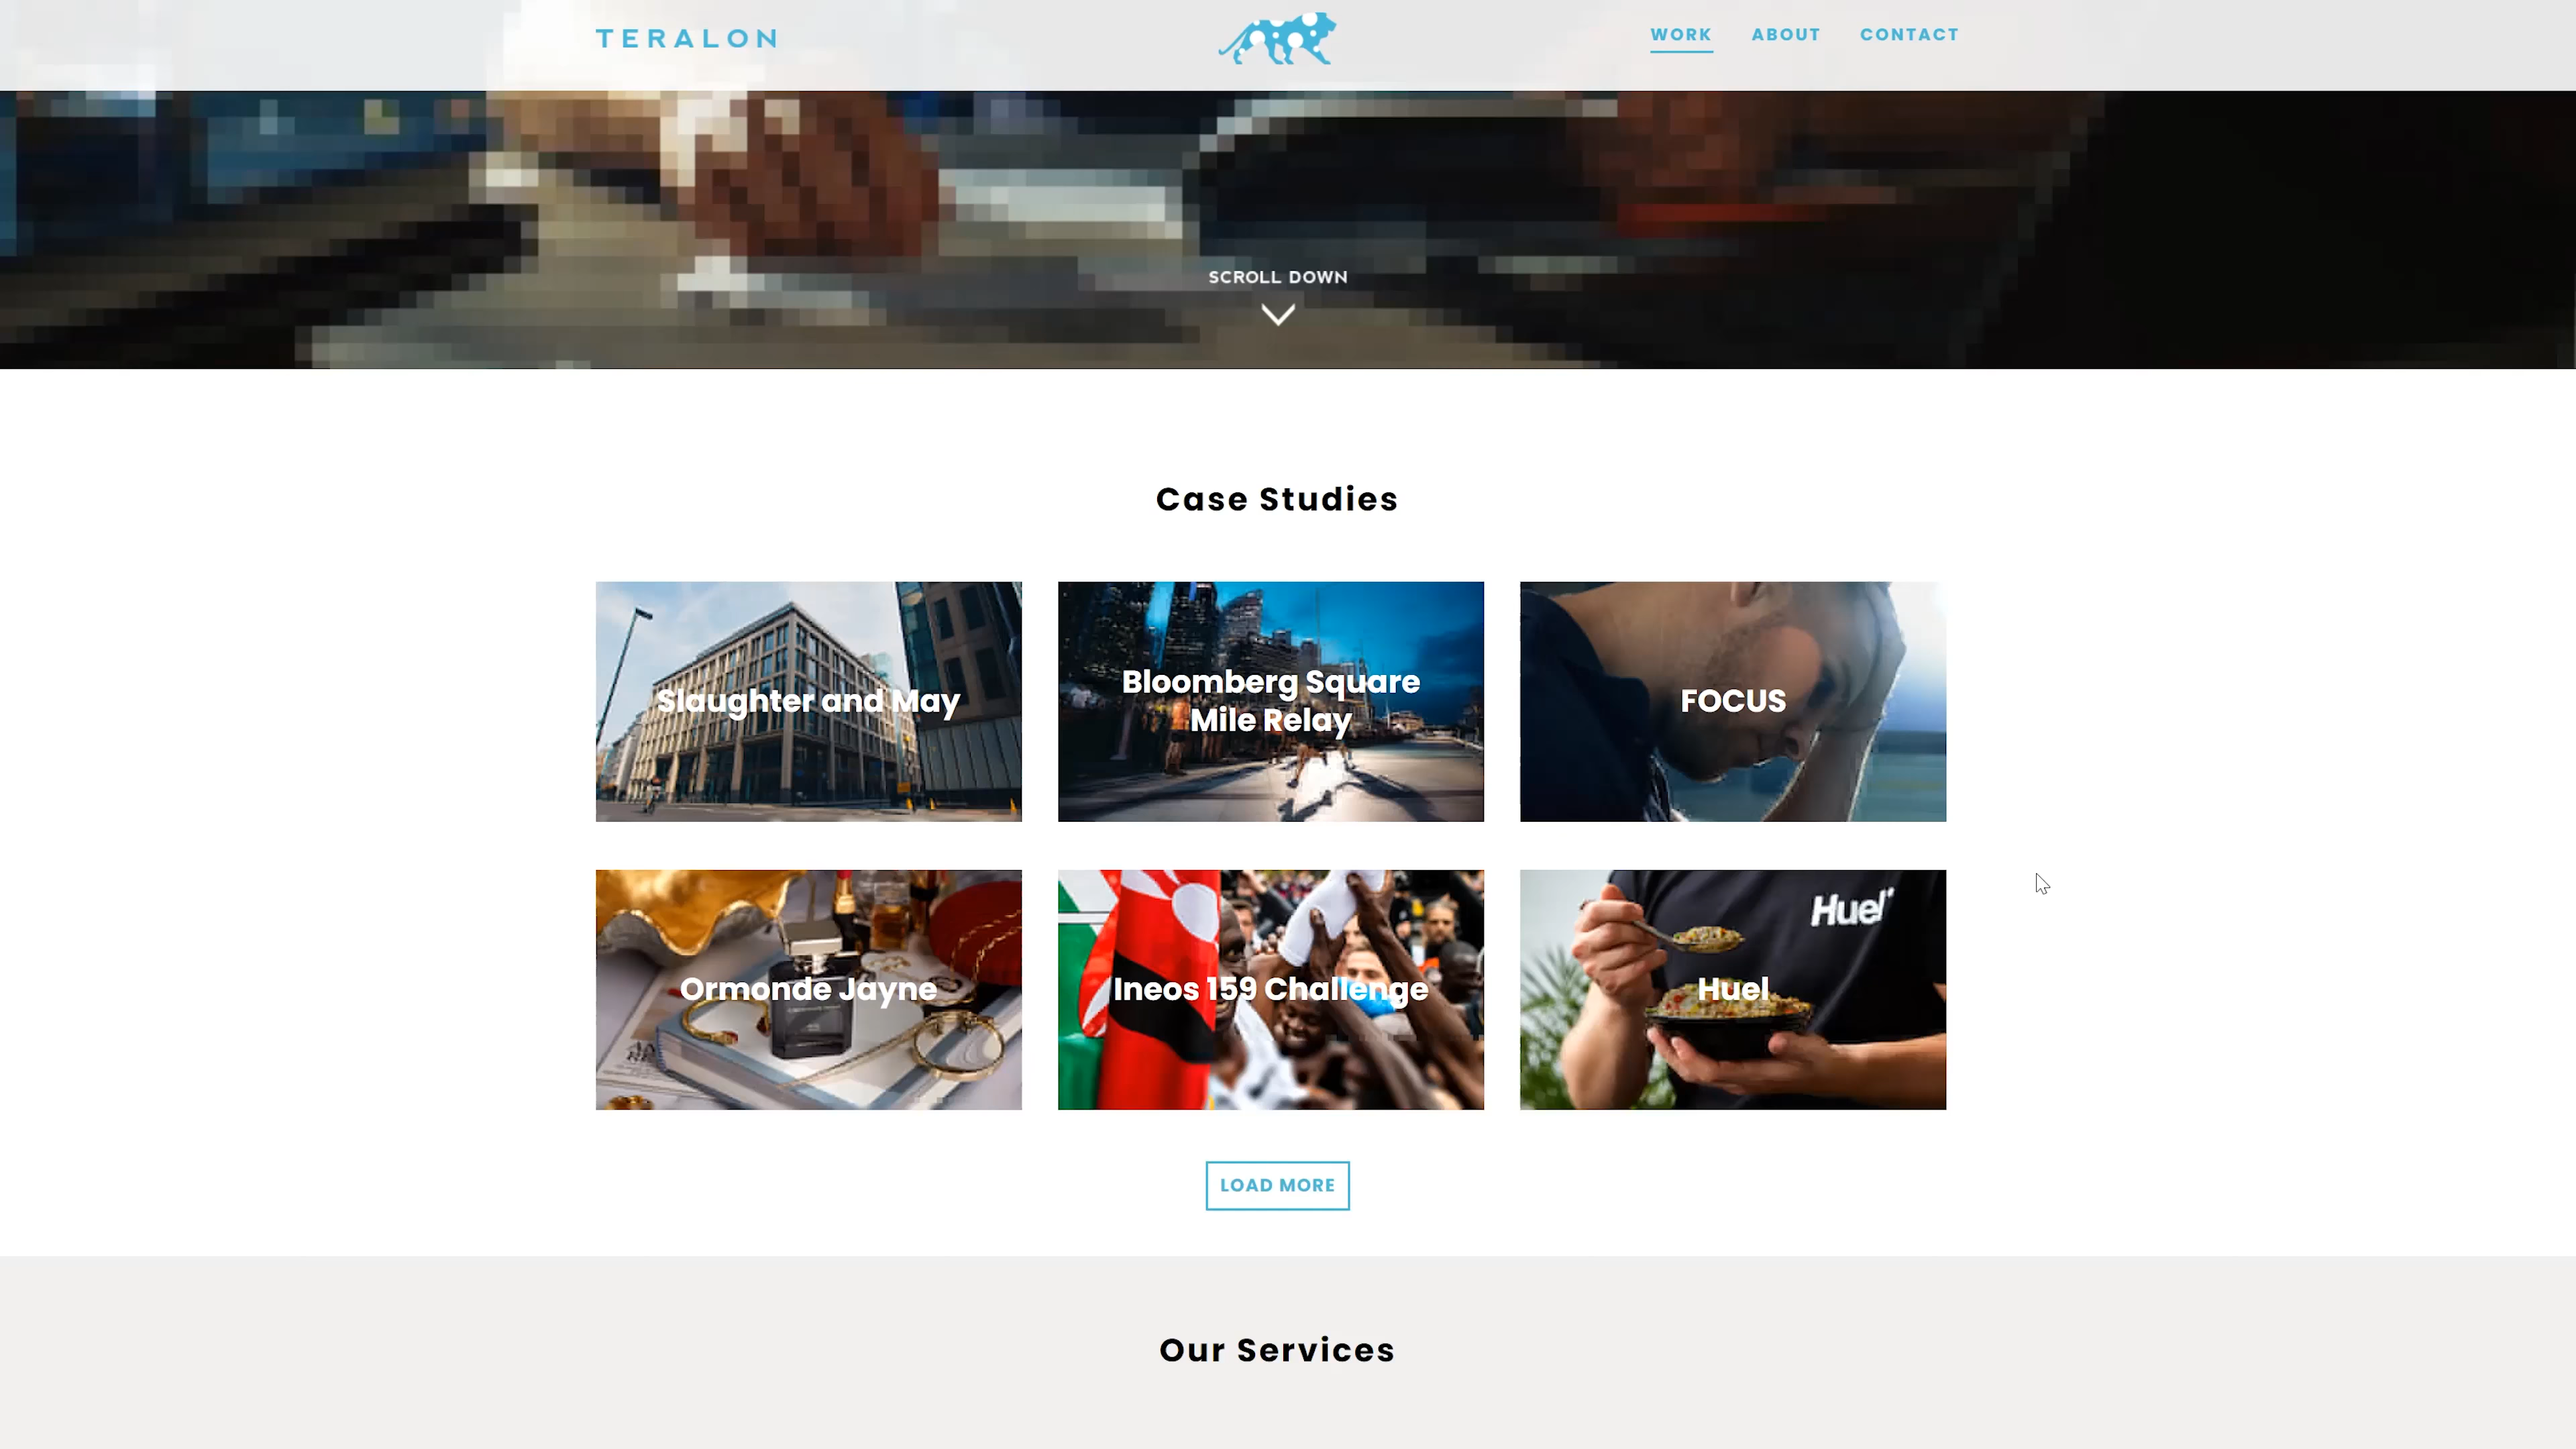 TERALON
WORK ABOUT CONTACT
SCROLL DOWN
Case Studies
Slaughter and May
Bloomberg Square
Mile Relay
FOCUS
Ormonde Jayne
Ineos 159 Challenge
Huel
Huel
LOAD MORE
Our Services